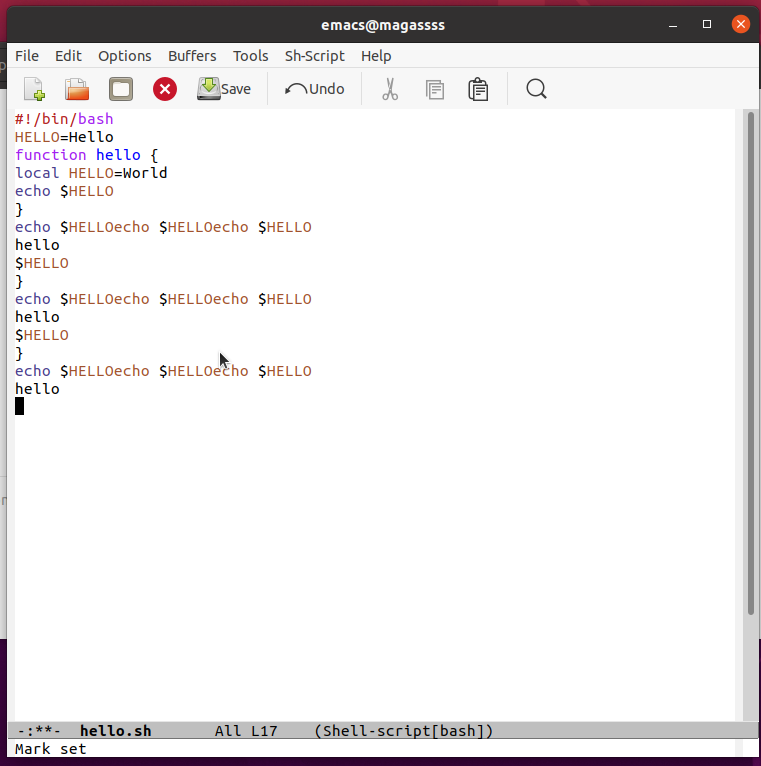 emacs@magassss
File Edit Options Buffers Tools Sh-Script Help
Save Undo
#!/bin/bash
HELLO=Hello
function hello {
local HELLO=World
echo $HELLO
}
echo $HELLOecho $HELLOecho $HELLO
hello
$HELLO
}
echo $HELLOecho $HELLOecho $HELLO
hello
$HELLO
}
echo $HELLOecho $HELLOecho $HELLO
hello
-:**- hello.sh All L17 (Shell-script[bash])
Mark set